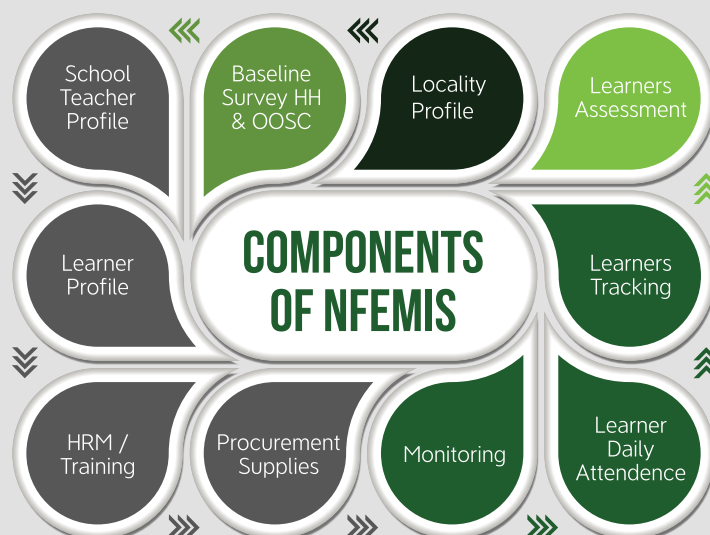 School
Teacher
Profile
Baseline
Survey HH
& OOSC
Locality
Profile
Learners
Assessment
Learner
Profile
COMPONENTS
OF NFEMIS
Learners
Tracking
HRM /
Training
Procurement
Supplies
Monitoring
Learner
Daily
Attendence